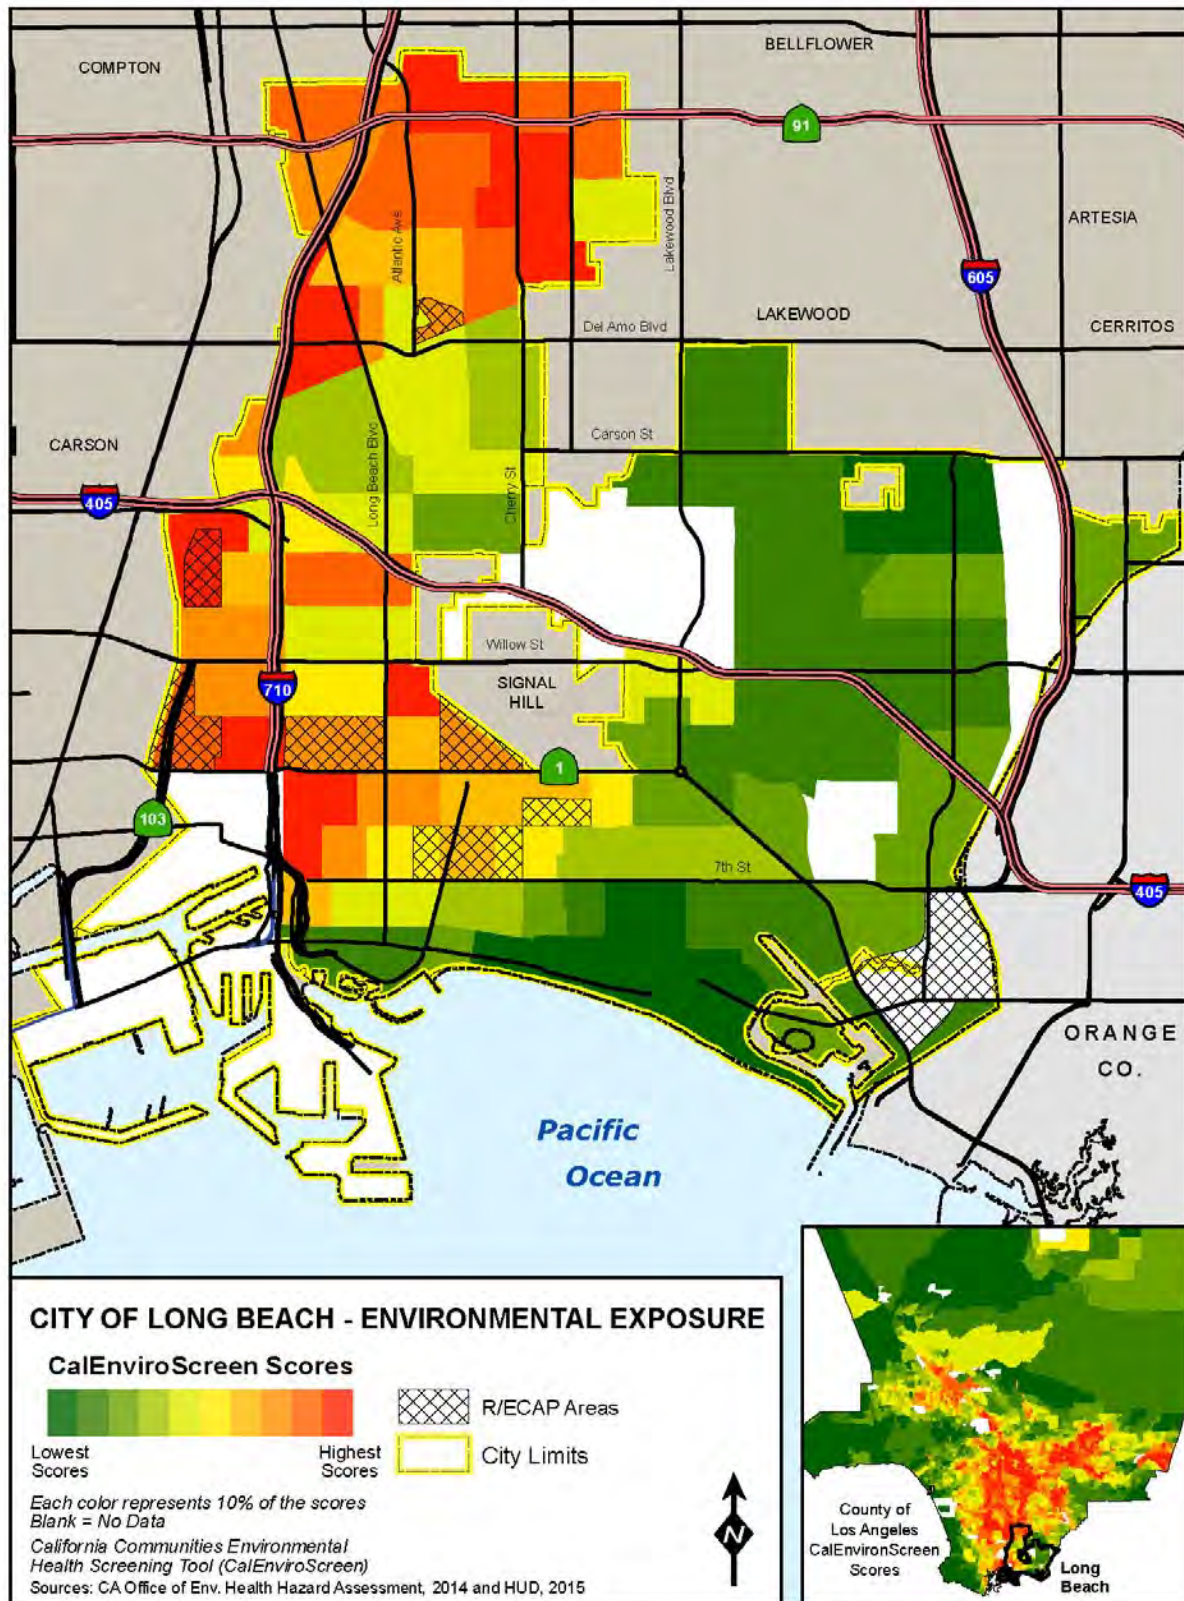 COMPTON
BELLFLOWER
91
Lakewood Blvd
Atlantic Ave
ARTESIA
605
LAKEWOOD
Del Amo Blvd
CERRITOS
CARSON
Carson St
Long Beach Blvd
Cherry St
405
Willow St
SIGNAL
HILL
710
1
103
7th St
405
ORANGE
CO.
Pacific
Ocean
CITY OF LONG BEACH - ENVIRONMENTAL EXPOSURE
CalEnviroScreen Scores
Lowest
Scores
Highest
Scores
R/ECAP Areas
City Limits
Each color represents 10% of the scores
Blank = No Data
California Communities Environmental
Health Screening Tool (CalEnviroScreen)
Sources: CA Office of Env. Health Hazard Assessment, 2014 and HUD, 2015
N
County of
Los Angeles
CalEnvironScreen
Scores
Long
Beach